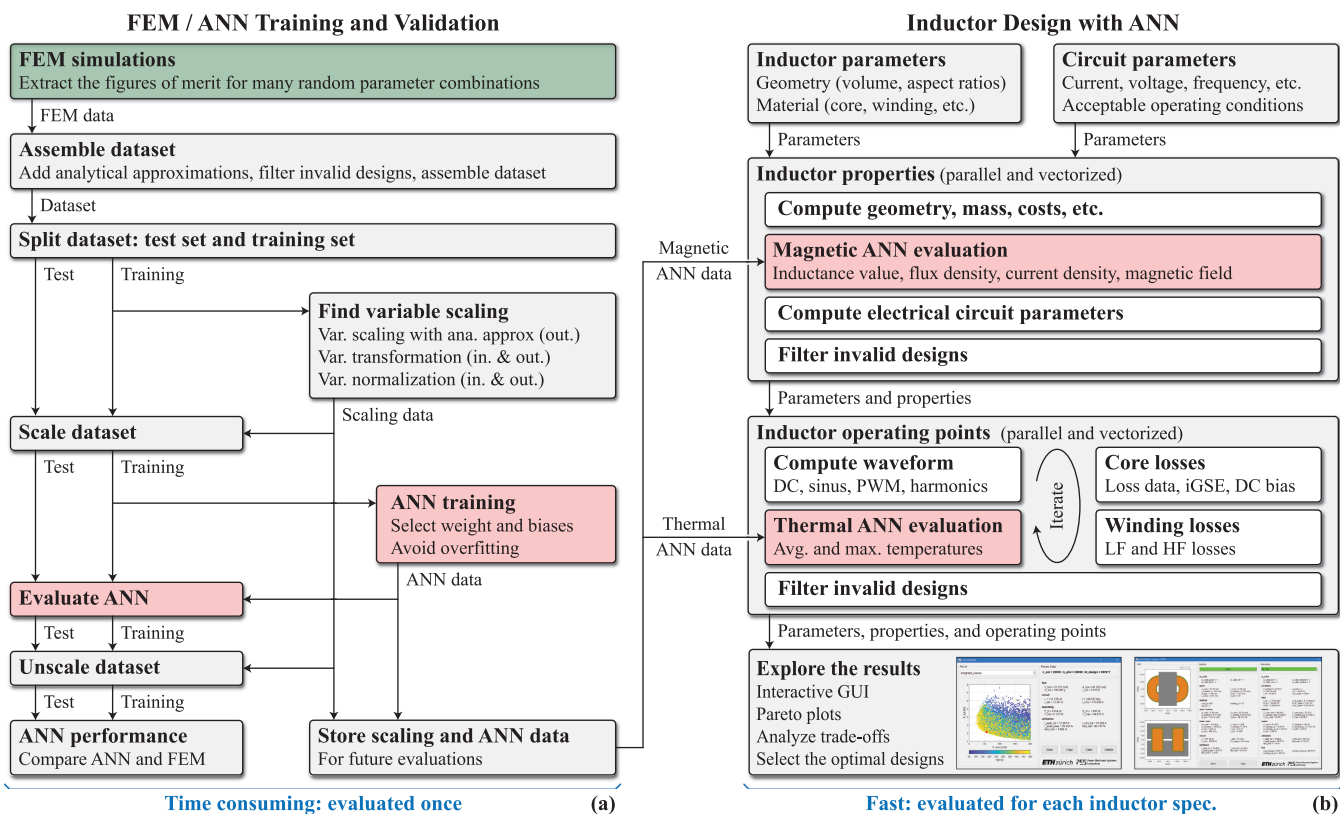 FEM / ANN Training and Validation
FEM simulations
Extract the figures of merit for many random parameter combinations
FEM data
Assemble dataset
Add analytical approximations, filter invalid designs, assemble dataset
Dataset
Split dataset: test set and training set
Test
Training
Find variable scaling
Var. scaling with ana. approx (out.)
Var. transformation (in. & out.)
Var. normalization (in. & out.)
Scaling data
Scale dataset
Test
Training
ANN training
Select weight and biases
Avoid overfitting
ANN data
Evaluate ANN
Test
Training
Unscale dataset
Test
Training
ANN performance
Compare ANN and FEM
Store scaling and ANN data
For future evaluations
Time consuming: evaluated once
(a)
Magnetic
ANN data
Thermal
ANN data
Inductor Design with ANN
Inductor parameters
Geometry (volume, aspect ratios)
Material (core, winding, etc.)
Circuit parameters
Current, voltage, frequency, etc.
Acceptable operating conditions
Parameters
Parameters
Inductor properties (parallel and vectorized)
Compute geometry, mass, costs, etc.
Magnetic ANN evaluation
Inductance value, flux density, current density, magnetic field
Compute electrical circuit parameters
Filter invalid designs
Parameters and properties
Inductor operating points (parallel and vectorized)
Compute waveform
DC, sinus, PWM, harmonics
Thermal ANN evaluation
Avg. and max. temperatures
Iterate
Core losses
Loss data, iGSE, DC bias
Winding losses
LF and HF losses
Filter invalid designs
Parameters, properties, and operating points
Explore the results
Interactive GUI
Pareto plots
Analyze trade-offs
Select the optimal designs
ETH zürich
ETH zürich
Fast: evaluated for each inductor spec.
(b)